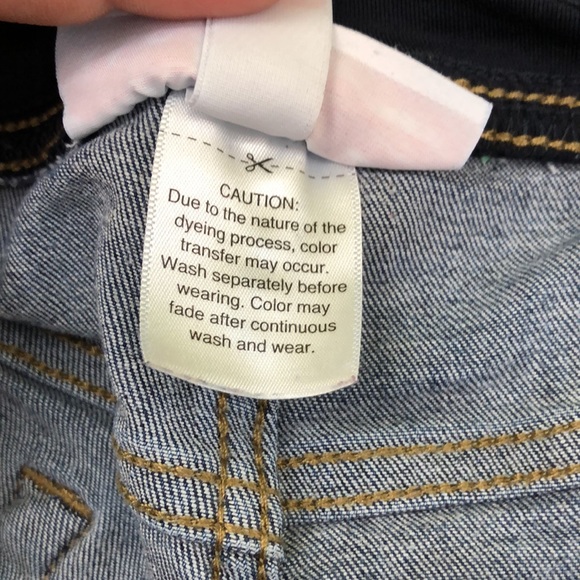 CAUTION:
Due to the nature of the
dyeing process, color
transfer may occur.
Wash separately before
wearing. Color may
fade after continuous
wash and wear.